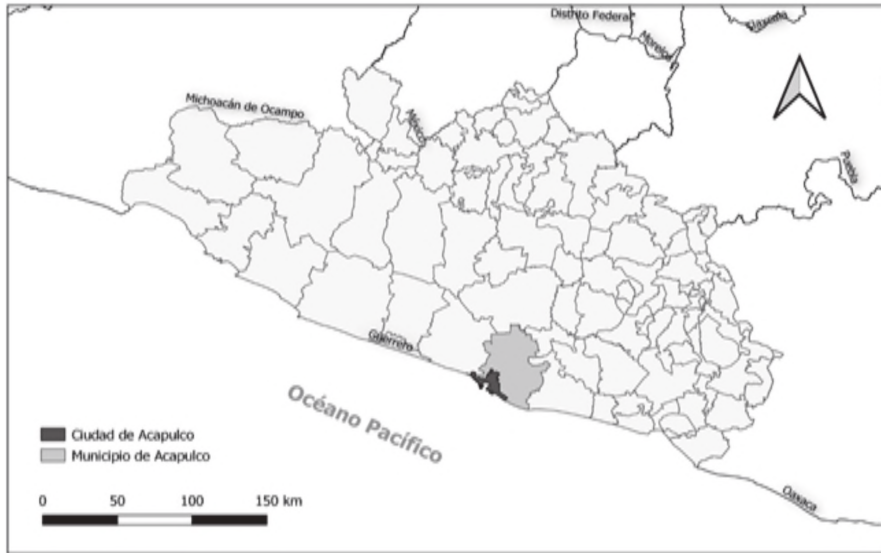 Distrito Federal
Morelos
Tlaxcala
Michoacán de Ocampo
México
Puebla
Guerrero
Océano Pacífico
Ciudad de Acapulco
Municipio de Acapulco
0 50 100 150 km
Oaxaca